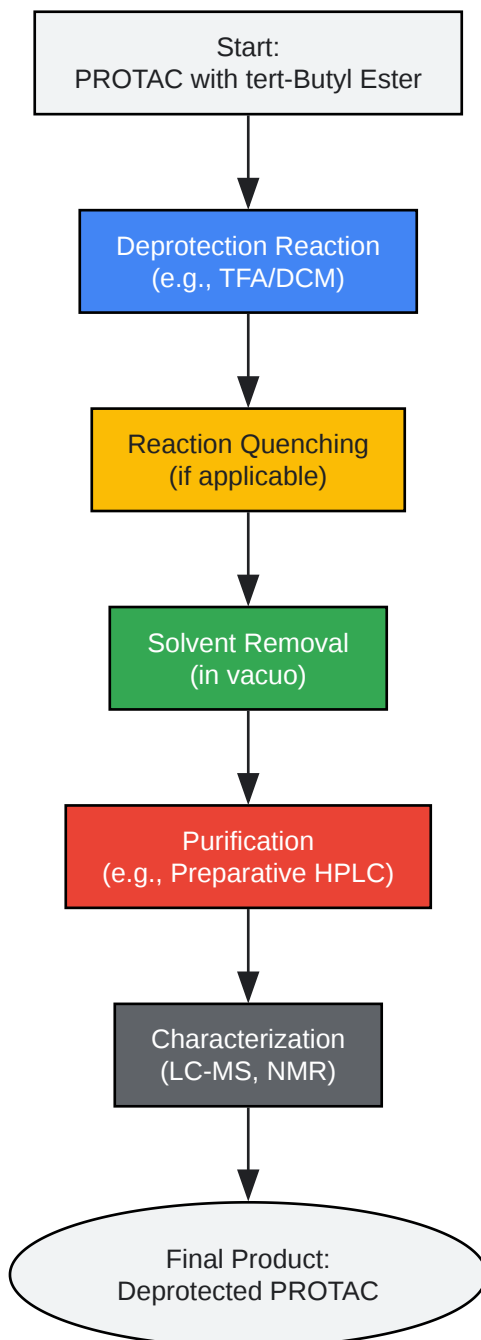 Start:
PROTAC with tert-Butyl Ester
Deprotection Reaction
(e.g., TFA/DCM)
Reaction Quenching
(if applicable)
Solvent Removal
(in vacuo)
Purification
(e.g., Preparative HPLC)
Characterization
(LC-MS, NMR)
Final Product:
Deprotected PROTAC